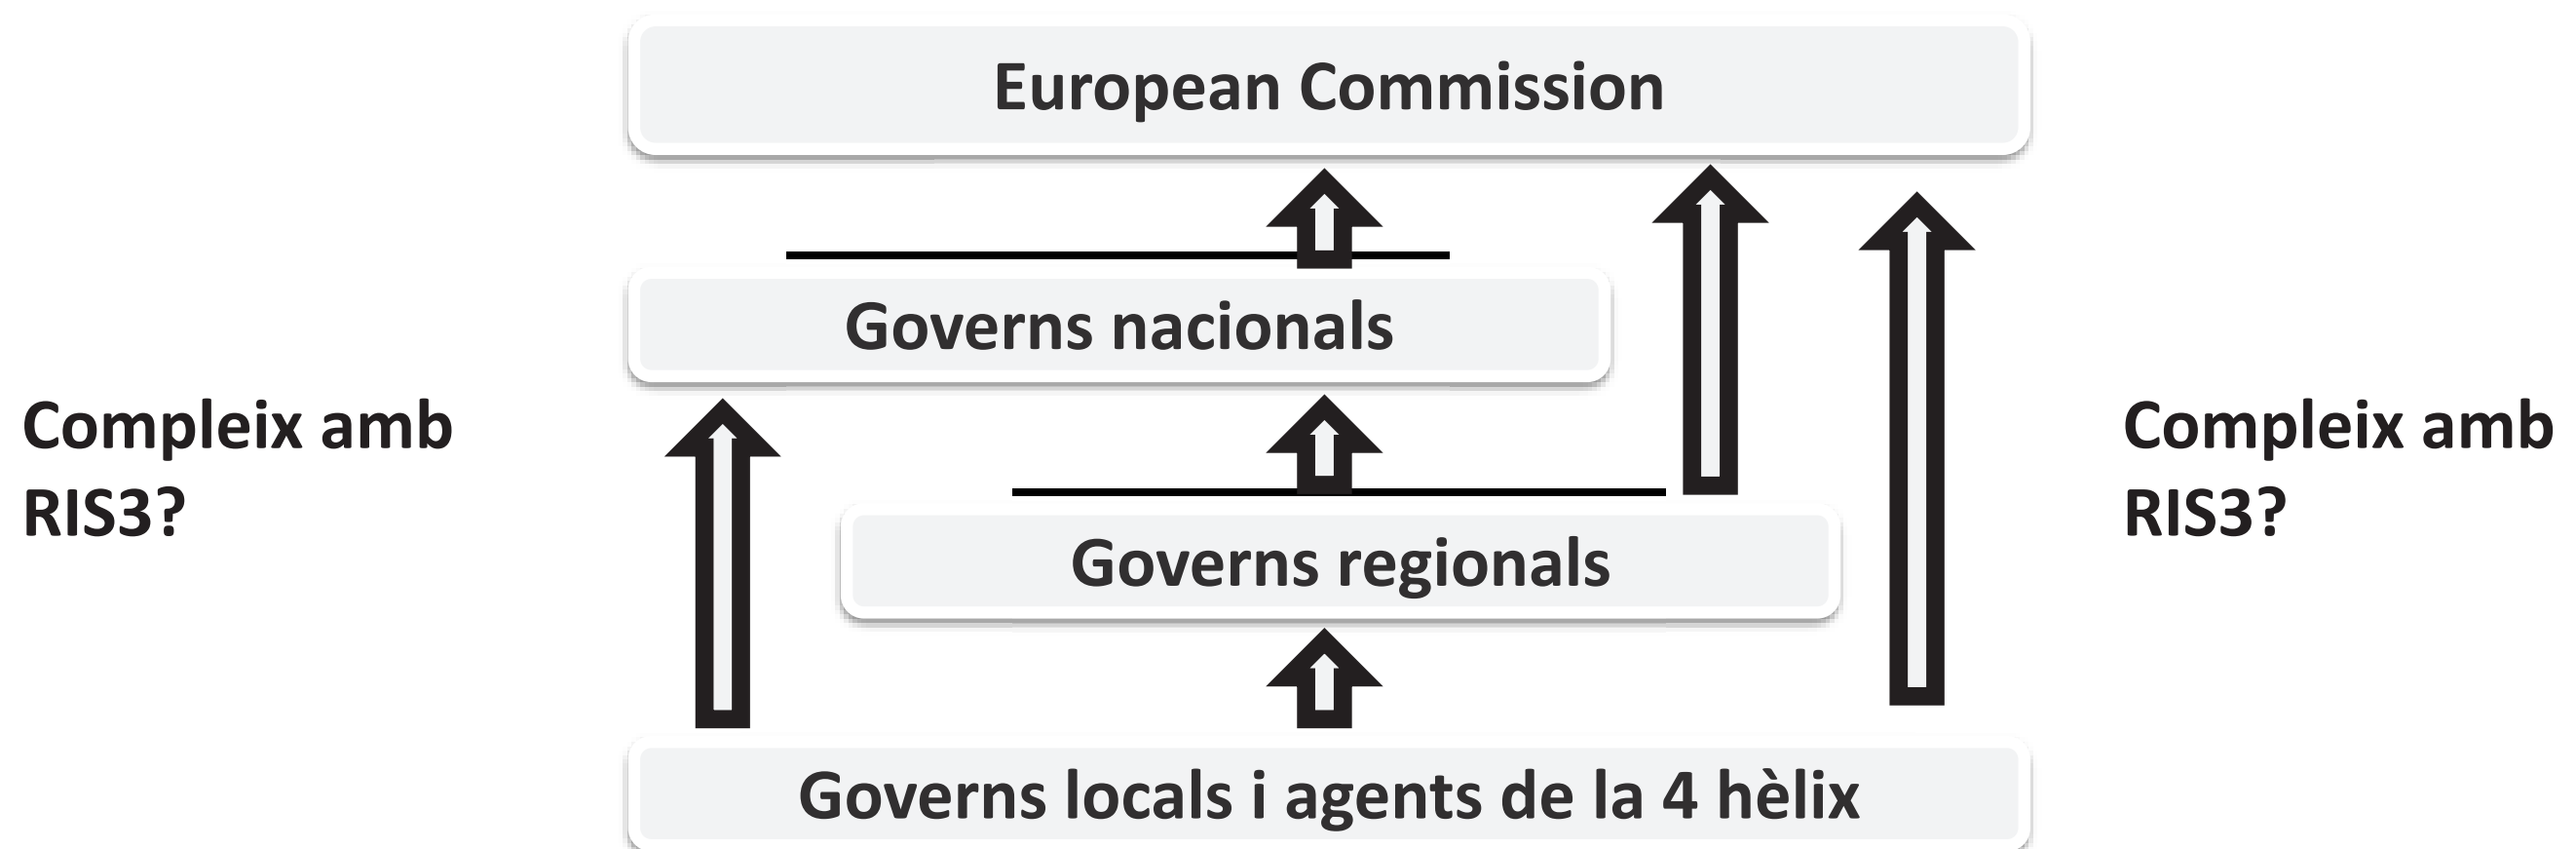 European Commission
Governs nacionals
Compleix amb
RIS3?
Compleix amb
RIS3?
Governs regionals
Governs locals i agents de la 4 hèlix